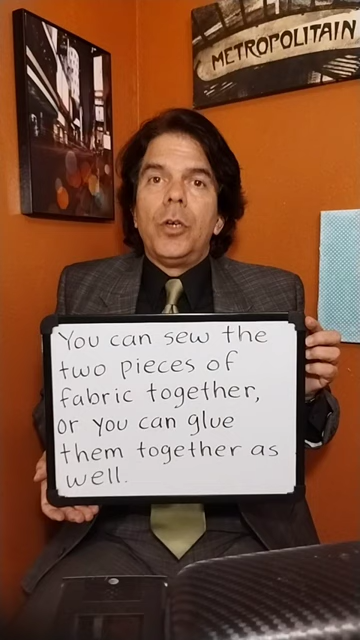 METROPOLITAIN
You can sew the
two pieces of
fabric together,
or you can glue
them together as
well.